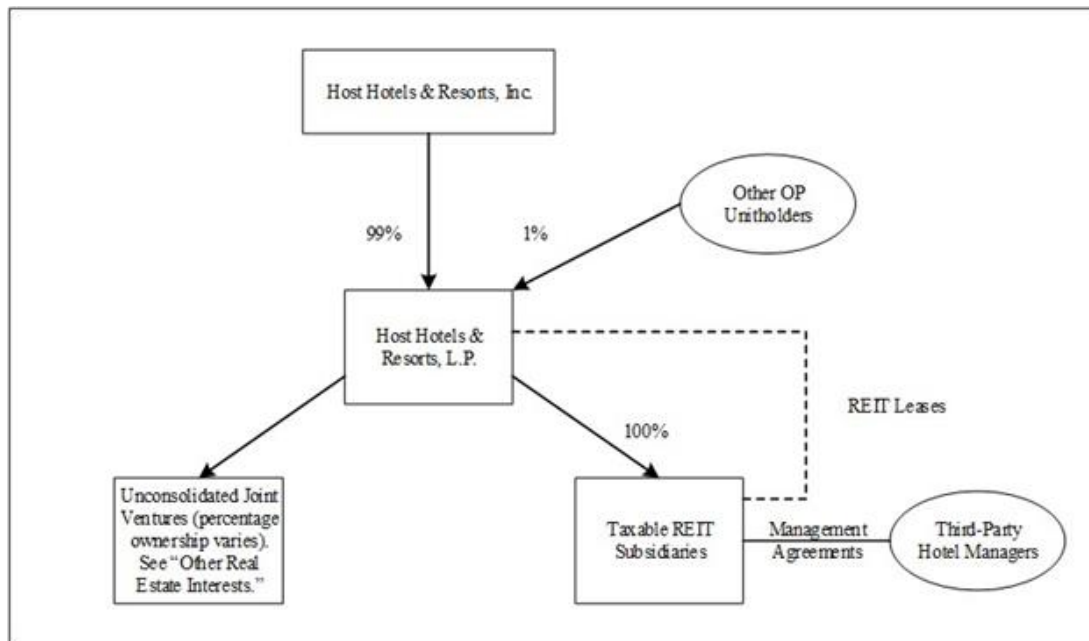 Host Hotels & Resorts, Inc.
Other OP
Unitholders
99%
1%
Host Hotels &
Resorts, L.P.
REIT Leases
100%
Unconsolidated Joint
Ventures (percentage
ownership varies).
See “Other Real
Estate Interests.”
Taxable REIT
Subsidiaries
Management
Agreements
Third-Party
Hotel Managers